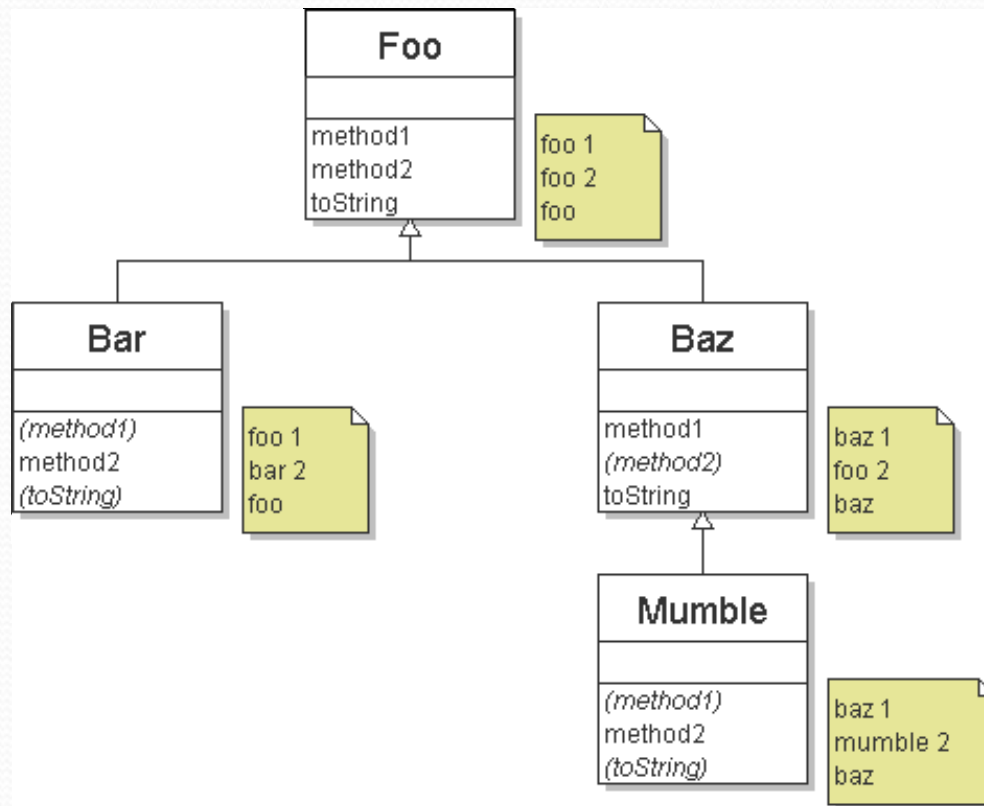 Foo
method1
method2
toString
foo 1
foo 2
foo
Bar
(method1)
method2
(toString)
foo 1
bar 2
foo
Baz
method1
(method2)
toString
baz 1
foo 2
baz
Mumble
(method1)
method2
(toString)
baz 1
mumble 2
baz